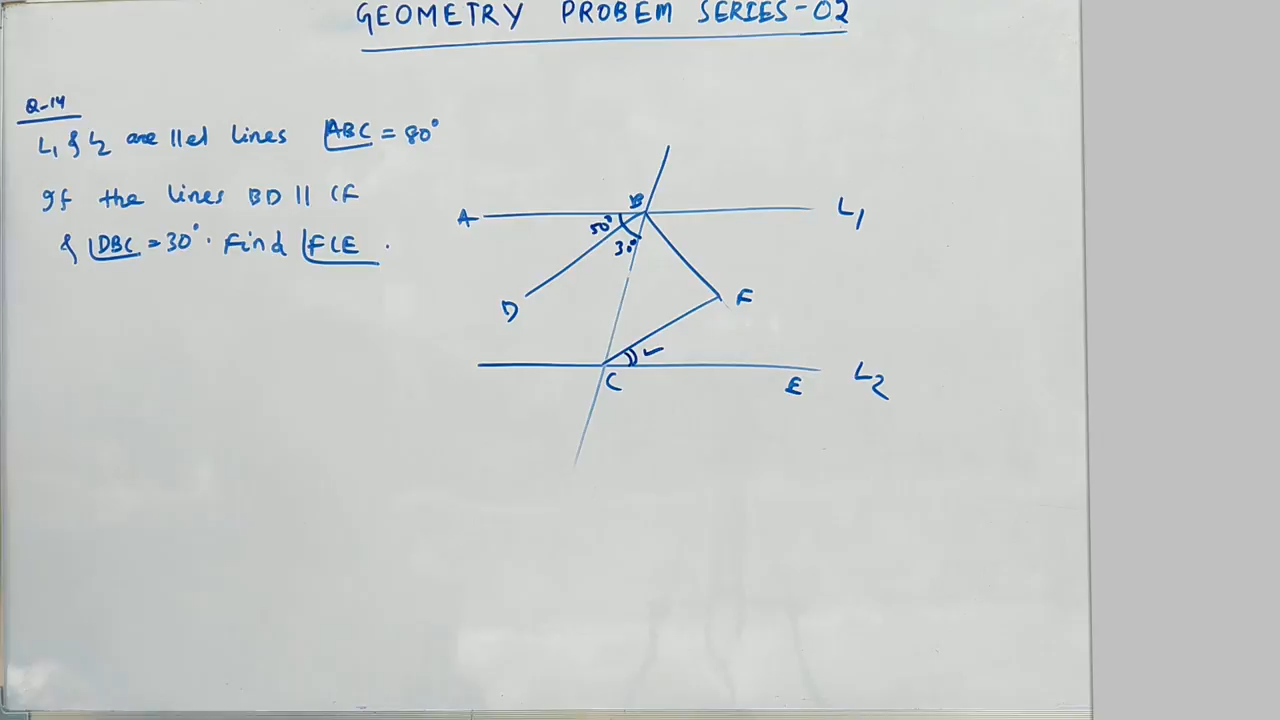 GEOMETRY PROBEM SERIES-02
Q-14
L1 & L2 are llel lines ∠ABC = 80°
If the lines BD || CF
& ∠DBC = 30°. Find ∠FCE.
B
A
L1
50°
30°
D
F
C
E
L2